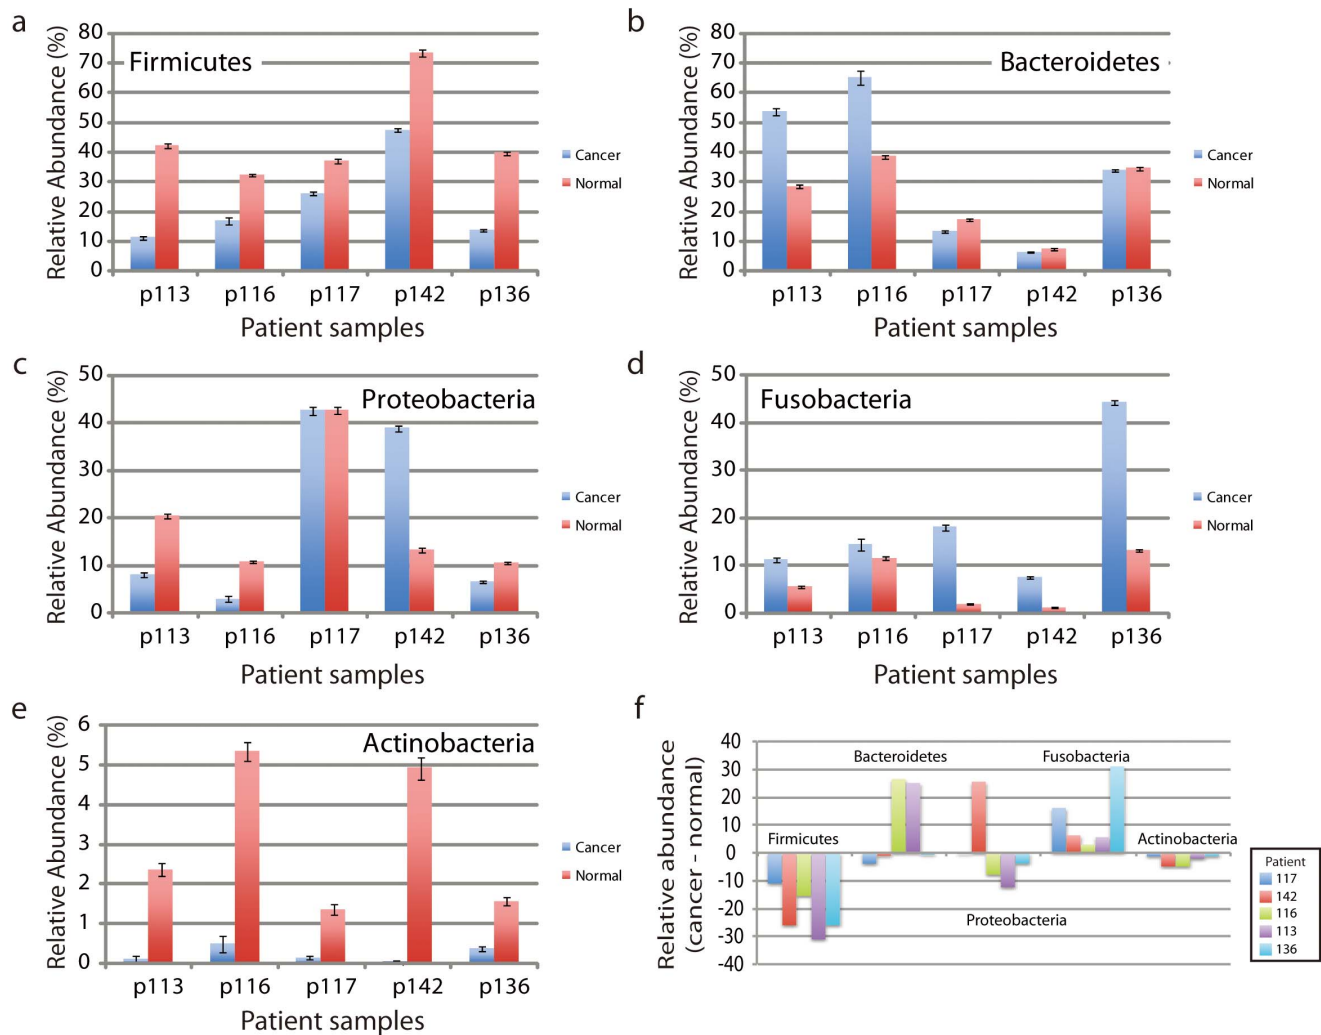 a
Relative Abundance (%)
80
70
60
50
40
30
20
10
0
Firmicutes
Cancer
Normal
p113 p116 p117 p142 p136
Patient samples
b
Relative Abundance (%)
80
70
60
50
40
30
20
10
0
Bacteroidetes
Cancer
Normal
p113 p116 p117 p142 p136
Patient samples
c
Relative Abundance (%)
50
40
30
20
10
0
Proteobacteria
Cancer
Normal
p113 p116 p117 p142 p136
Patient samples
d
Relative Abundance (%)
50
40
30
20
10
0
Fusobacteria
Cancer
Normal
p113 p116 p117 p142 p136
Patient samples
e
Relative Abundance (%)
6
5
4
3
2
1
0
Actinobacteria
Cancer
Normal
p113 p116 p117 p142 p136
Patient samples
f
Relative abundance
(cancer - normal)
40
30
20
10
0
-10
-20
-30
-40
Bacteroidetes
Fusobacteria
Firmicutes
Actinobacteria
Proteobacteria
Patient
117
142
116
113
136